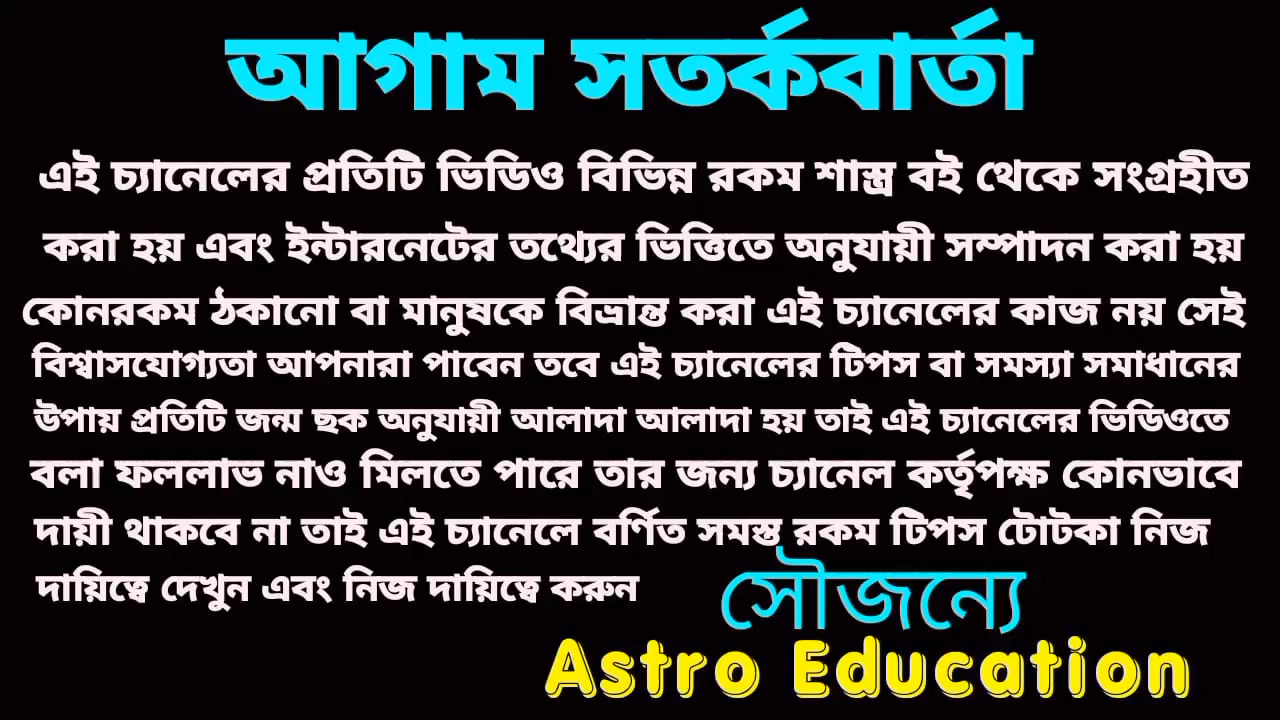 আগাম সতর্কবার্তা
এই চ্যানেলের প্রতিটি ভিডিও বিভিন্ন রকম শাস্ত্র বই থেকে সংগ্রহীত
করা হয় এবং ইন্টারনেটের তথ্যের ভিত্তিতে অনুযায়ী সম্পাদন করা হয়
কোনরকম ঠকানো বা মানুষকে বিভ্রান্ত করা এই চ্যানেলের কাজ নয় সেই
বিশ্বাসযোগ্যতা আপনারা পাবেন তবে এই চ্যানেলের টিপস বা সমস্যা সমাধানের
উপায় প্রতিটি জন্ম ছক অনুযায়ী আলাদা আলাদা হয় তাই এই চ্যানেলের ভিডিওতে
বলা ফললাভ নাও মিলতে পারে তার জন্য চ্যানেল কর্তৃপক্ষ কোনভাবে
দায়ী থাকবে না তাই এই চ্যানেলে বর্ণিত সমস্ত রকম টিপস টোটকা নিজ
দায়িত্বে দেখুন এবং নিজ দায়িত্বে করুন
সৌজন্যে
Astro Education